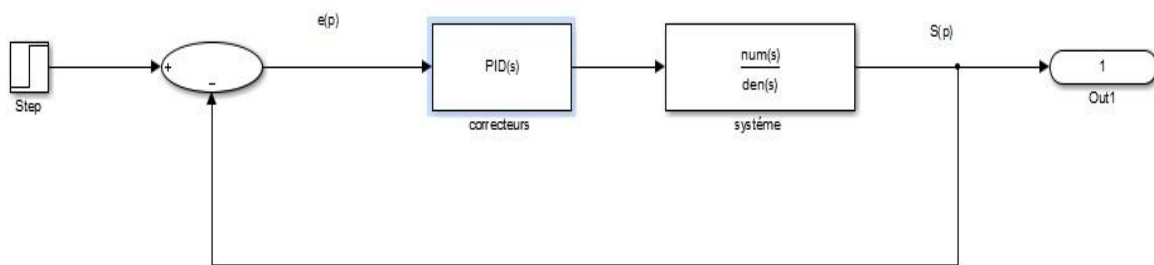 e(p)
S(p)
+
−
PID(s)
num(s)
den(s)
1
Step
correcteurs
systéme
Out1